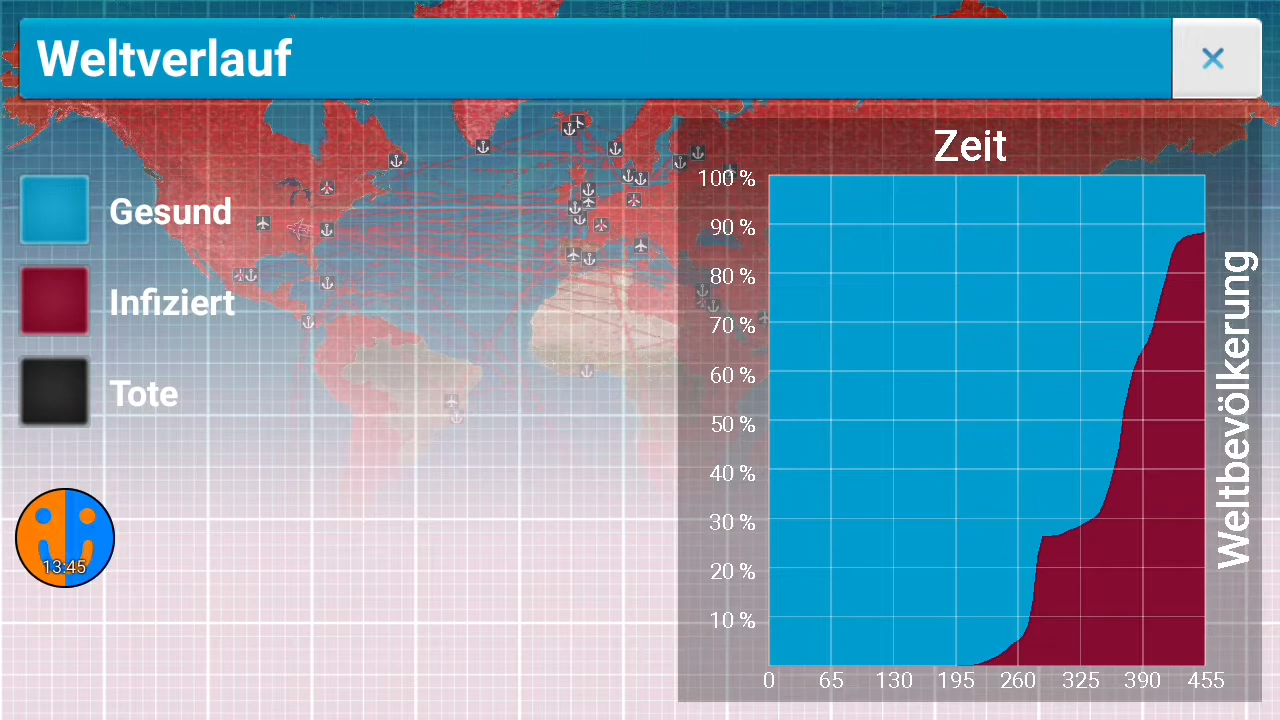 Weltverlauf
×
Gesund
Infiziert
Tote
13:45
Zeit
100 %
90 %
80 %
70 %
60 %
50 %
40 %
30 %
20 %
10 %
0 65 130 195 260 325 390 455
Weltbevölkerung